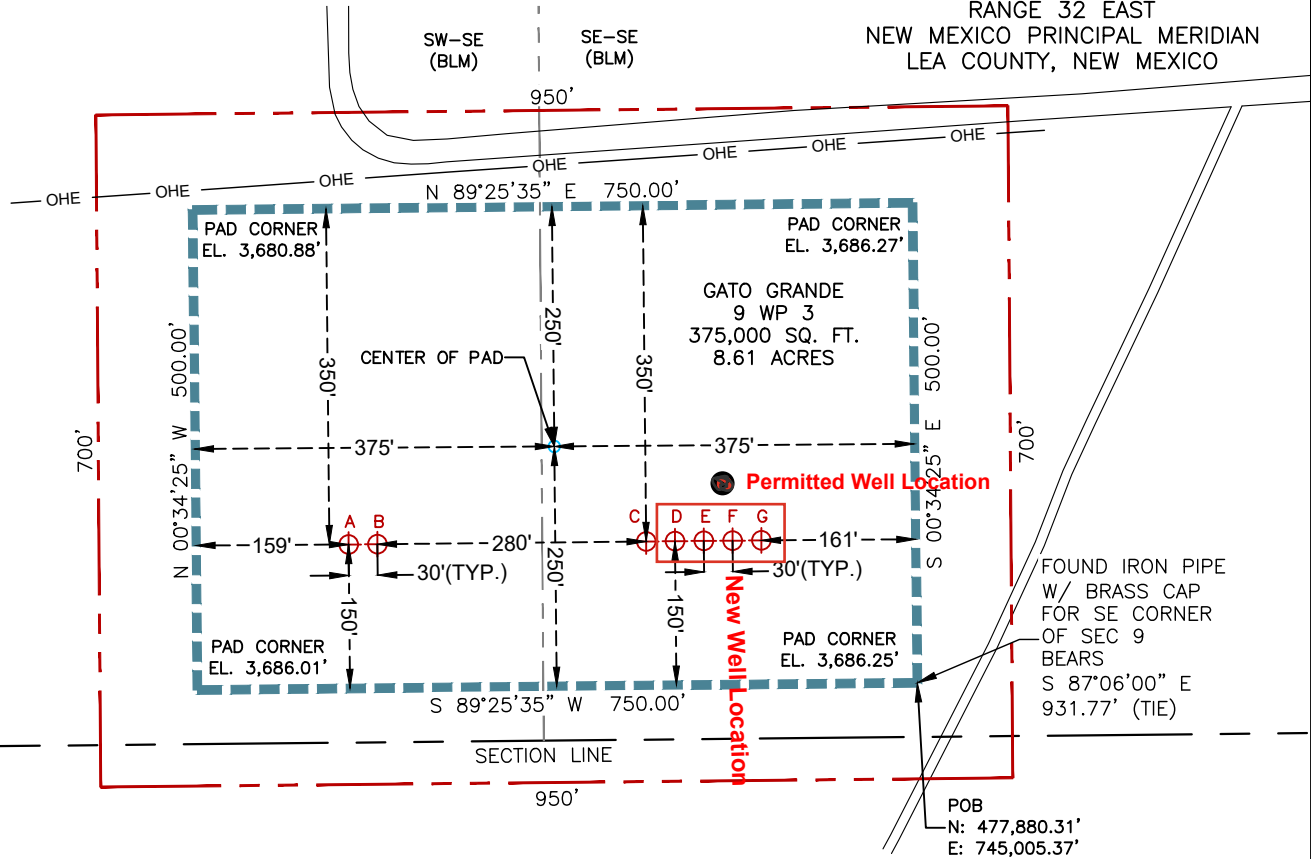 RANGE 32 EAST
NEW MEXICO PRINCIPAL MERIDIAN
LEA COUNTY, NEW MEXICO
SW-SE
(BLM)
SE-SE
(BLM)
950'
OHE
OHE
OHE
OHE
OHE
OHE
OHE
N 89°25'35" E 750.00'
PAD CORNER
EL. 3,680.88'
PAD CORNER
EL. 3,686.27'
GATO GRANDE
9 WP 3
375,000 SQ. FT.
8.61 ACRES
N 00°34'25" W 500.00'
350'
250'
350'
S 00°34'25" E 500.00'
CENTER OF PAD
700'
375'
375'
700'
Permitted Well Location
A B
C D E F G
159'
280'
250'
161'
30'(TYP.)
30'(TYP.)
150'
150'
New Well Location
PAD CORNER
EL. 3,686.01'
PAD CORNER
EL. 3,686.25'
FOUND IRON PIPE
W/ BRASS CAP
FOR SE CORNER
OF SEC 9
BEARS
S 87°06'00" E
931.77' (TIE)
S 89°25'35" W 750.00'
SECTION LINE
950'
POB
N: 477,880.31'
E: 745,005.37'